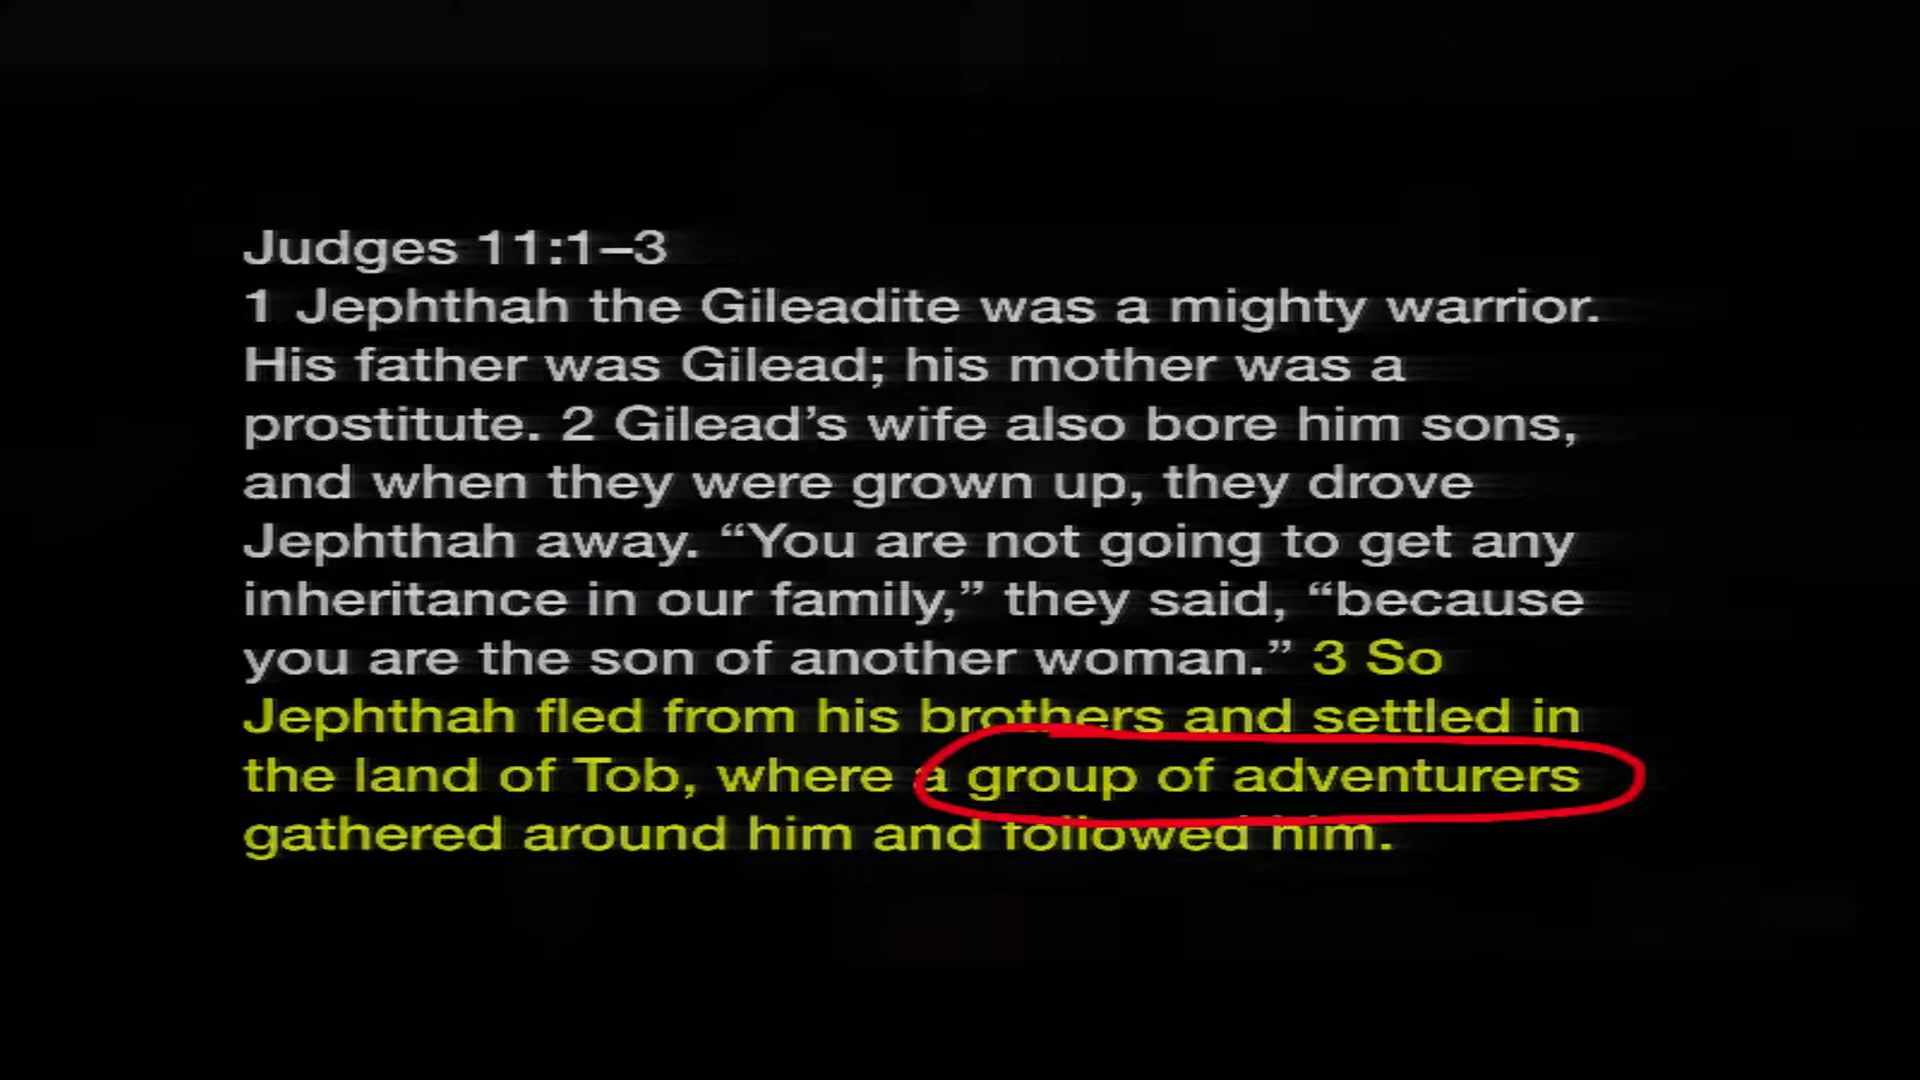 Judges 11:1–3
1 Jephthah the Gileadite was a mighty warrior.
His father was Gilead; his mother was a
prostitute. 2 Gilead’s wife also bore him sons,
and when they were grown up, they drove
Jephthah away. “You are not going to get any
inheritance in our family,” they said, “because
you are the son of another woman.” 3 So
Jephthah fled from his brothers and settled in
the land of Tob, where a group of adventurers
gathered around him and followed him.